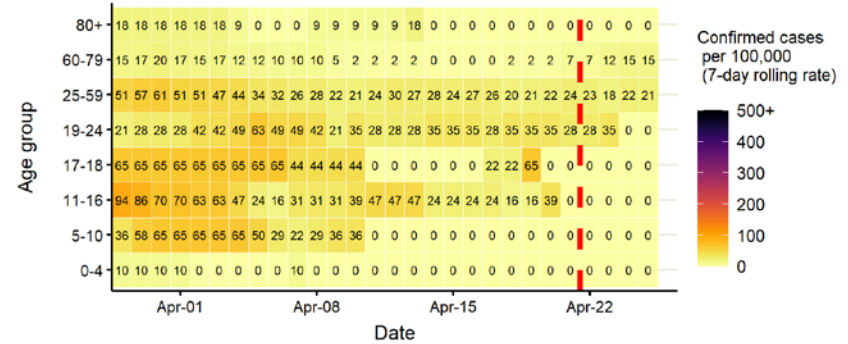 80+ 18 18 18 18 18 18 9 0 0 0 9 9 9 9 9 18 0 0 0 0 0 0 0 0 0 0 0 0
60-79 15 17 20 17 15 17 12 12 10 10 10 5 2 2 2 2 0 0 0 0 2 2 2 7 7 12 15 15
25-59 51 57 61 51 51 47 44 34 32 26 28 22 21 24 30 27 28 24 27 26 20 21 22 24 23 18 22 21
19-24 21 28 28 28 42 42 49 63 49 49 42 21 35 28 28 28 35 35 35 28 35 35 35 28 28 35 0 0
17-18 65 65 65 65 65 65 65 65 65 44 44 44 44 0 0 0 0 0 0 22 22 65 0 0 0 0 0 0
11-16 94 86 70 70 63 63 47 24 16 31 31 31 39 47 47 47 24 24 24 24 16 16 39 0 0 0 0 0
5-10 36 58 65 65 65 65 65 50 29 22 29 36 36 0 0 0 0 0 0 0 0 0 0 0 0 0 0 0
0-4 10 10 10 10 0 0 0 0 0 10 0 0 0 0 0 0 0 0 0 0 0 0 0 0 0 0 0 0
Apr-01 Apr-08 Apr-15 Apr-22
Date
Age group
Confirmed cases
per 100,000
(7-day rolling rate)
500+
400
300
200
100
0